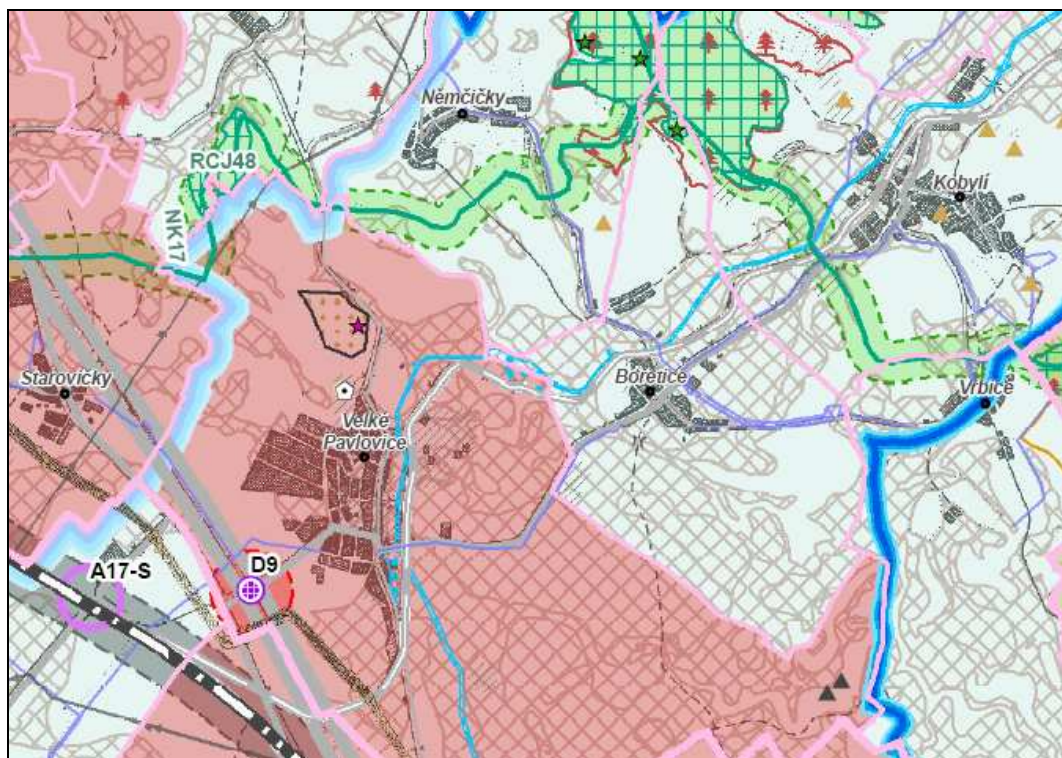 Němčičky
RCJ48
Kobylí
NK17
Starovičky
Bořetice
Vrbice
Velké
Pavlovice
A17-S
D9